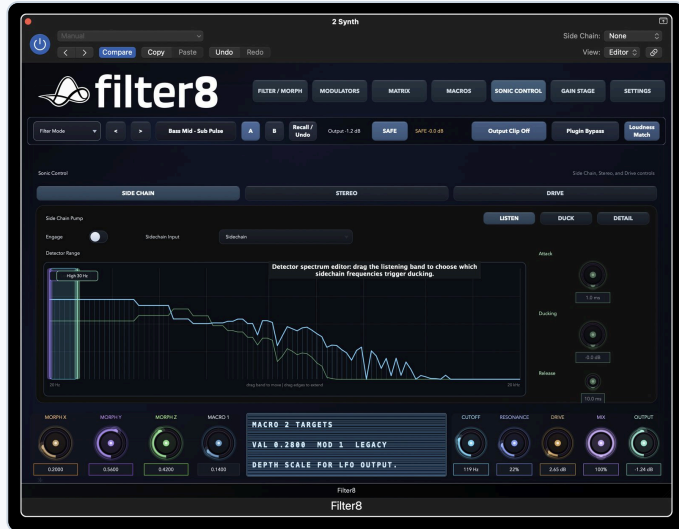 2 Synth
Manual
Side Chain: None
< > Compare Copy Paste Undo Redo
View: Editor
filter8
FILTER / MORPH MODULATORS MATRIX MACROS SONIC CONTROL GAIN STAGE SETTINGS
Filter Mode < > Bass Mid - Sub Pulse A B Recall / Undo Output -1.2 dB SAFE SAFE -0.0 dB Output Clip Off Plugin Bypass Loudness Match
Sonic Control
Side Chain, Stereo, and Drive controls
SIDE CHAIN STEREO DRIVE
Side Chain Pump
LISTEN DUCK DETAIL
Engage Sidechain Input Sidechain
Detector Range
Attack
Detector spectrum editor: drag the listening band to choose which
sidechain frequencies trigger ducking.
High 30 Hz
1.0 ms
Ducking
-0.0 dB
Release
20 Hz drag band to move | drag edges to extend 20 kHz
10.0 ms
MORPH X MORPH Y MORPH Z MACRO 1
MACRO 2 TARGETS
VAL 0.2800 MOD 1 LEGACY
DEPTH SCALE FOR LFO OUTPUT.
CUTOFF RESONANCE DRIVE MIX OUTPUT
0.2000 0.5600 0.4200 0.1400
119 Hz 22% 2.65 dB 100% -1.24 dB
Filter8
Filter8